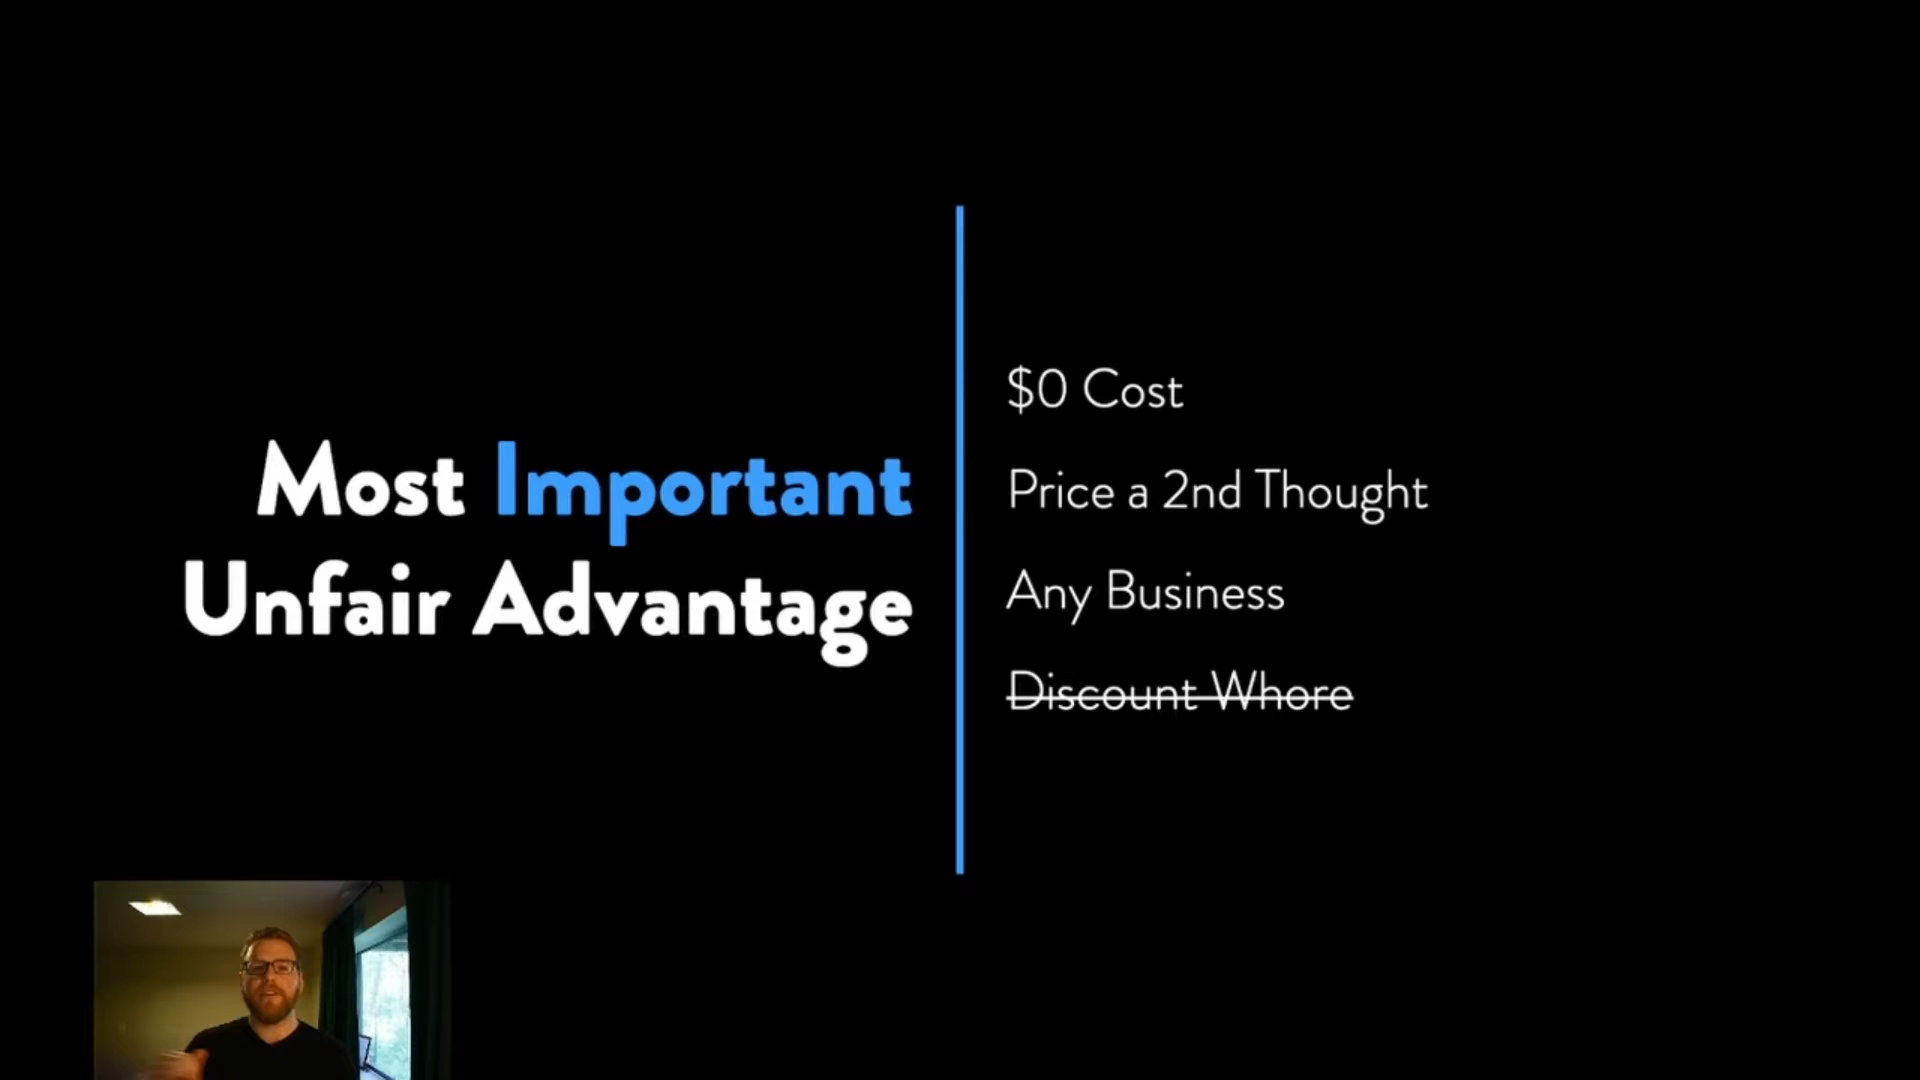 Most Important
Unfair Advantage
$0 Cost
Price a 2nd Thought
Any Business
Discount Whore